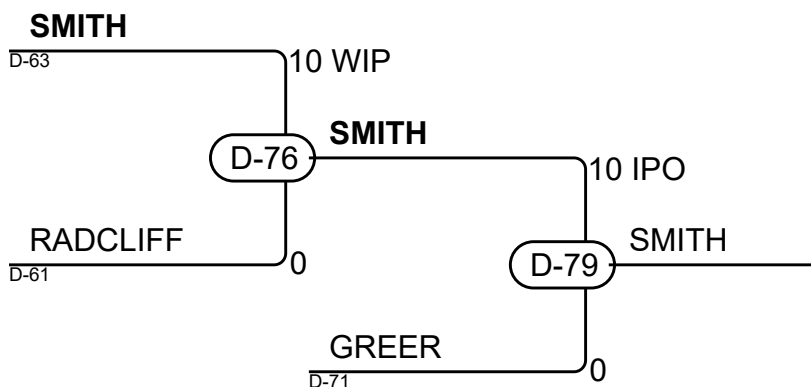 SMITH
D-63
10 WIP
D-76
SMITH
10 IPO
RADCLIFF
D-61
0
D-79
SMITH
GREER
D-71
0